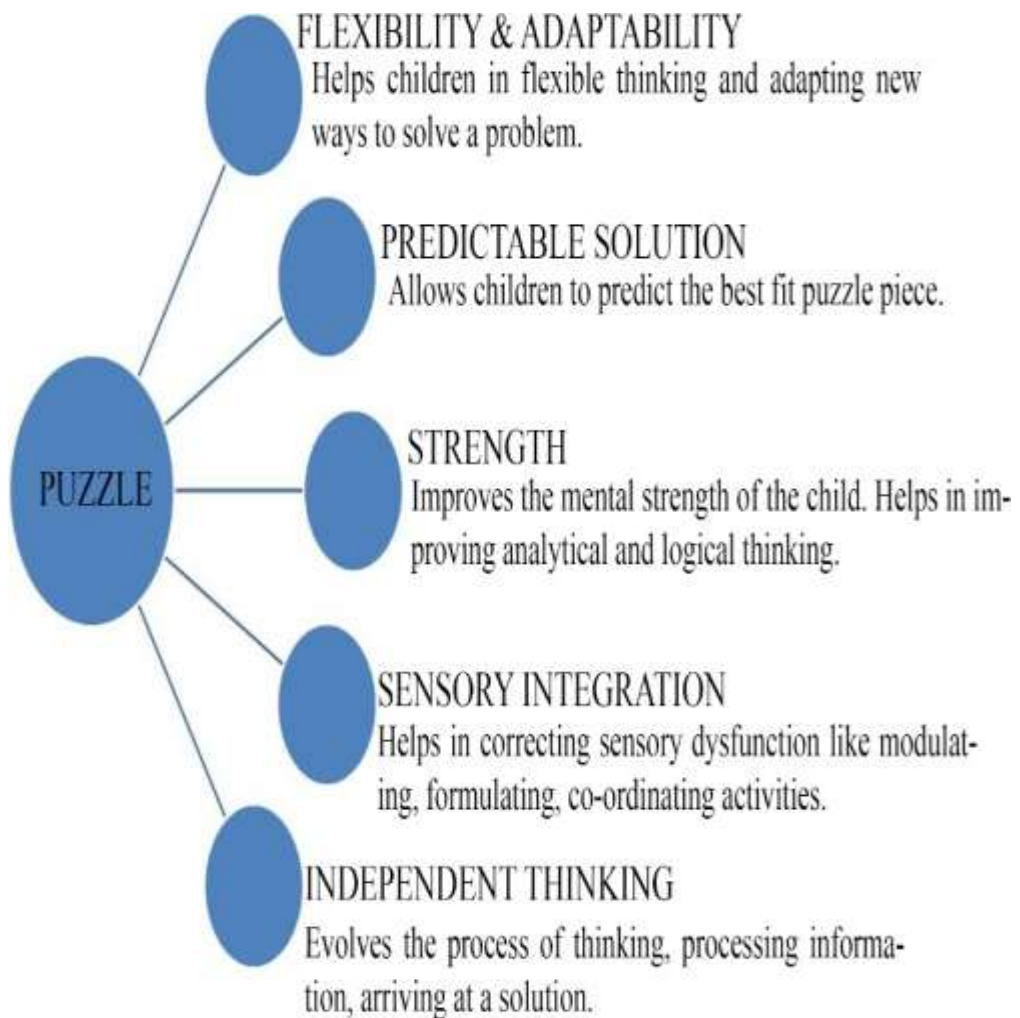 FLEXIBILITY & ADAPTABILITY
Helps children in flexible thinking and adapting new
ways to solve a problem.
PREDICTABLE SOLUTION
Allows children to predict the best fit puzzle piece.
STRENGTH
PUZZLE
Improves the mental strength of the child. Helps in im-
proving analytical and logical thinking.
SENSORY INTEGRATION
Helps in correcting sensory dysfunction like modulat-
ing, formulating, co-ordinating activities.
INDEPENDENT THINKING
Evolves the process of thinking, processing informa-
tion, arriving at a solution.